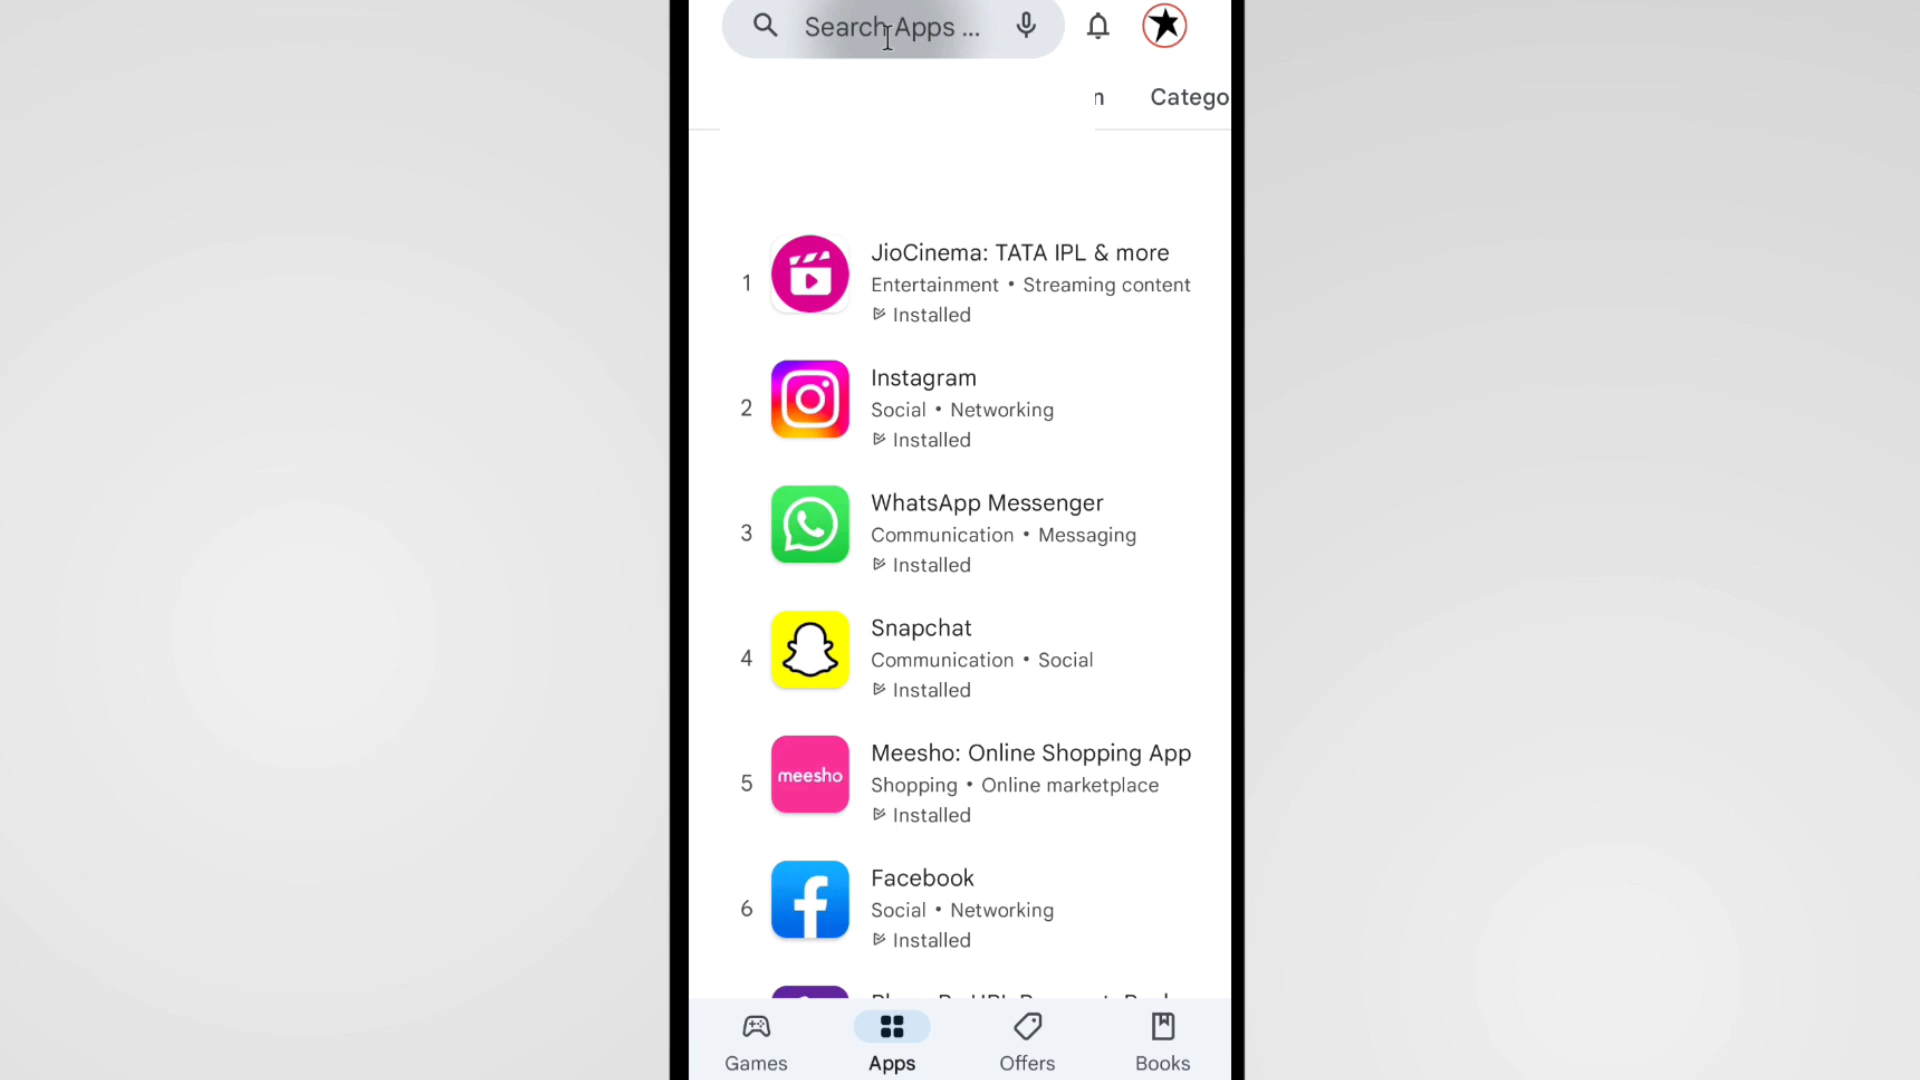 Search Apps ...
n Catego
1
JioCinema: TATA IPL & more
Entertainment • Streaming content
Installed
2
Instagram
Social • Networking
Installed
3
WhatsApp Messenger
Communication • Messaging
Installed
4
Snapchat
Communication • Social
Installed
5
meesho
Meesho: Online Shopping App
Shopping • Online marketplace
Installed
6
Facebook
Social • Networking
Installed
Games Apps Offers Books